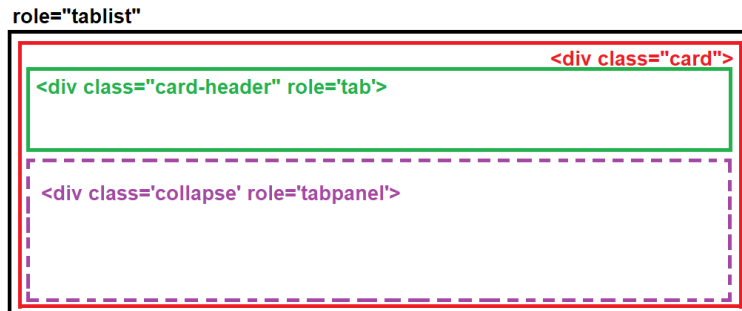 role="tablist"
<div class="card">
<div class="card-header" role='tab'>
<div class='collapse' role='tabpanel'>